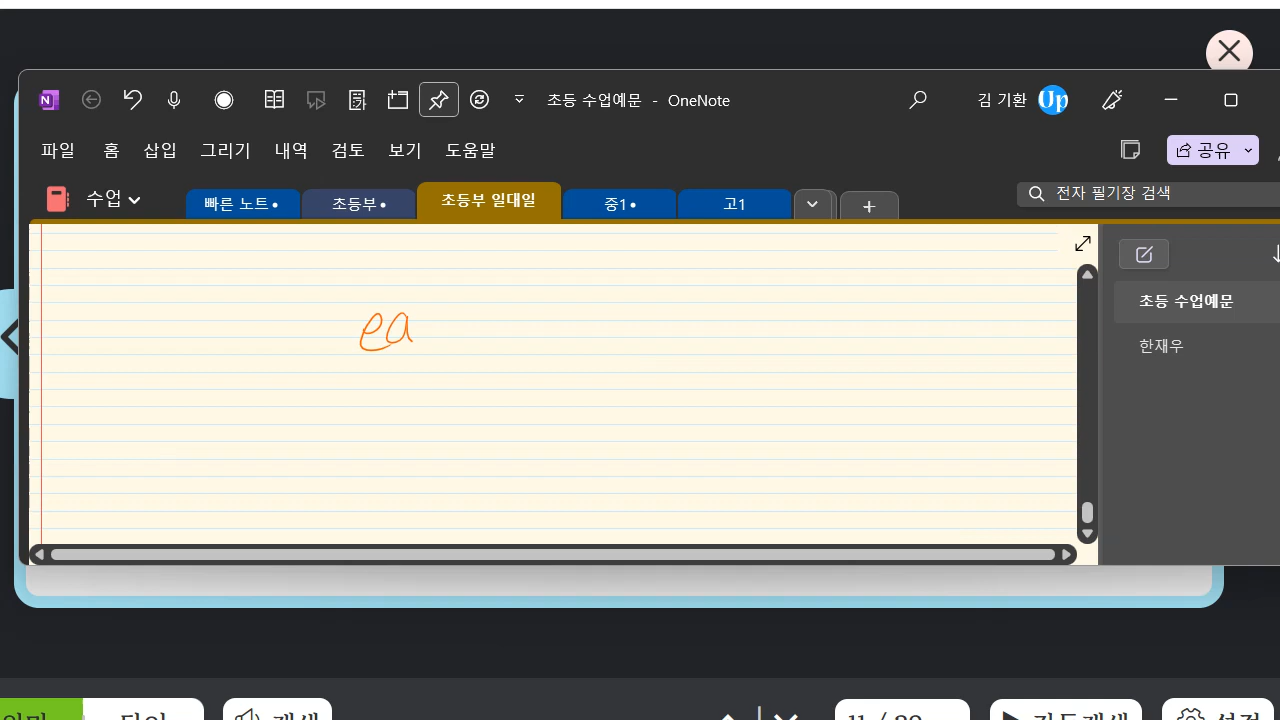 초등 수업예문 - OneNote
김 기환
Up
파일 홈 삽입 그리기 내역 검토 보기 도움말
공유
수업
빠른 노트 •
초등부 •
초등부 일대일
중1 •
고1
+
전자 필기장 검색
초등 수업예문
한재우
ea
11 / 20